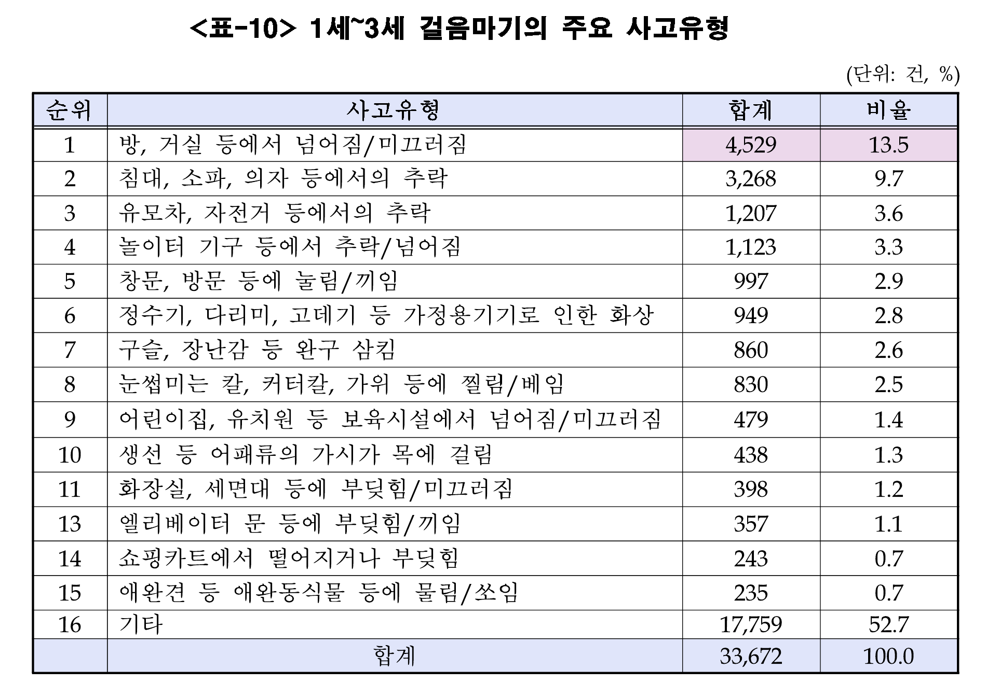 <표-10> 1세~3세 걸음마기의 주요 사고유형
(단위: 건, %)
순위 사고유형 합계 비율
1 방, 거실 등에서 넘어짐/미끄러짐 4,529 13.5
2 침대, 소파, 의자 등에서의 추락 3,268 9.7
3 유모차, 자전거 등에서의 추락 1,207 3.6
4 놀이터 기구 등에서 추락/넘어짐 1,123 3.3
5 창문, 방문 등에 눌림/끼임 997 2.9
6 정수기, 다리미, 고데기 등 가정용기기로 인한 화상 949 2.8
7 구슬, 장난감 등 완구 삼킴 860 2.6
8 눈썹미는 칼, 커터칼, 가위 등에 찔림/베임 830 2.5
9 어린이집, 유치원 등 보육시설에서 넘어짐/미끄러짐 479 1.4
10 생선 등 어패류의 가시가 목에 걸림 438 1.3
11 화장실, 세면대 등에 부딪힘/미끄러짐 398 1.2
13 엘리베이터 문 등에 부딪힘/끼임 357 1.1
14 쇼핑카트에서 떨어지거나 부딪힘 243 0.7
15 애완견 등 애완동식물 등에 물림/쏘임 235 0.7
16 기타 17,759 52.7
합계 33,672 100.0